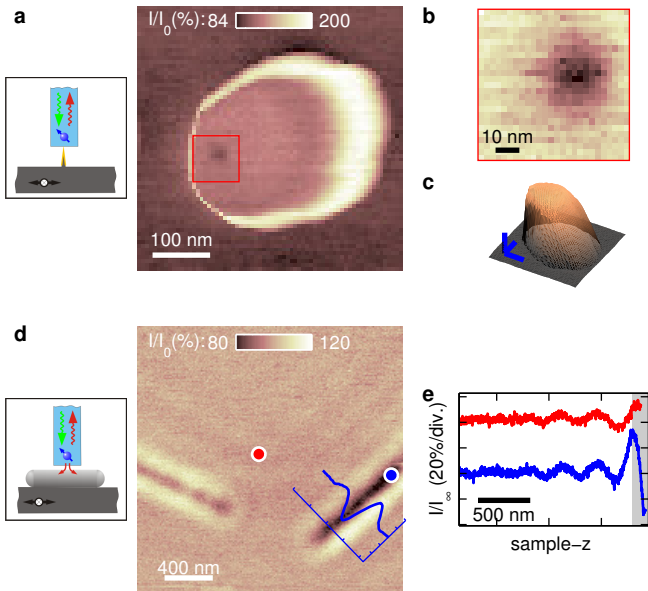 a
I/I0(%): 84 200
100 nm
b
10 nm
c
d
I/I0(%): 80 120
400 nm
e
I/I∞ (20%/div.)
500 nm
sample−z